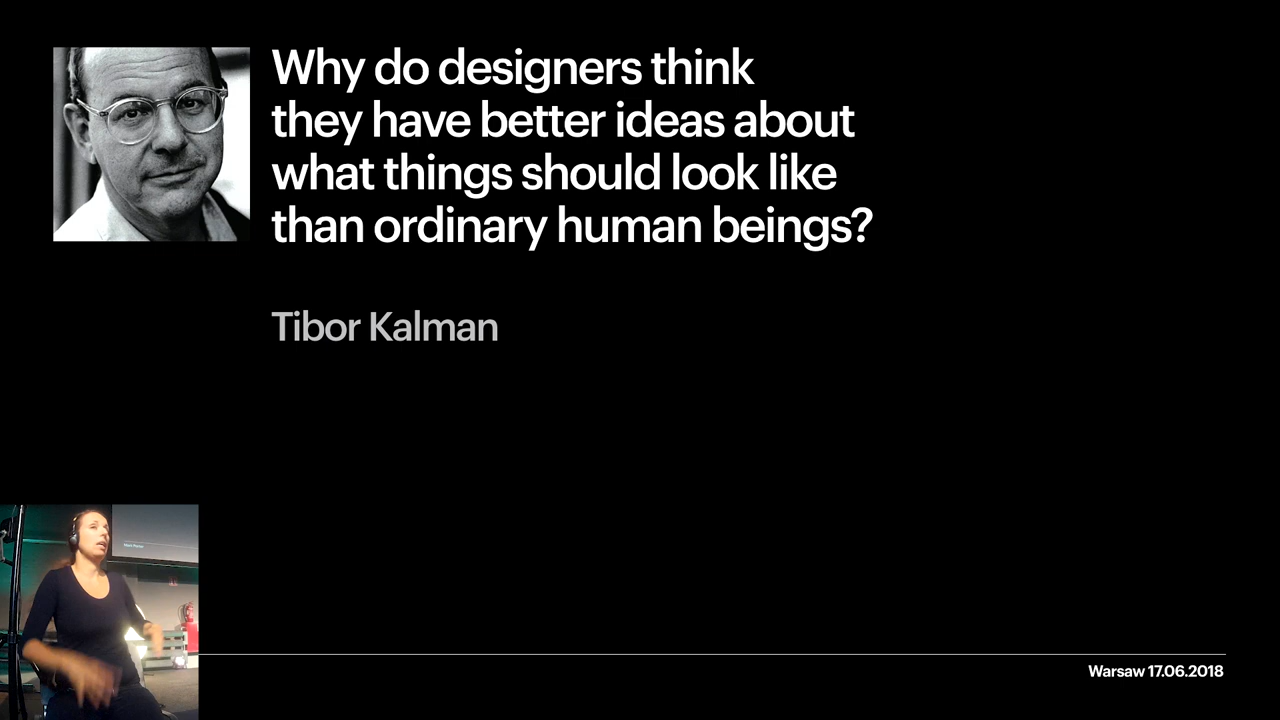 Why do designers think
they have better ideas about
what things should look like
than ordinary human beings?
Tibor Kalman
Warsaw 17.06.2018